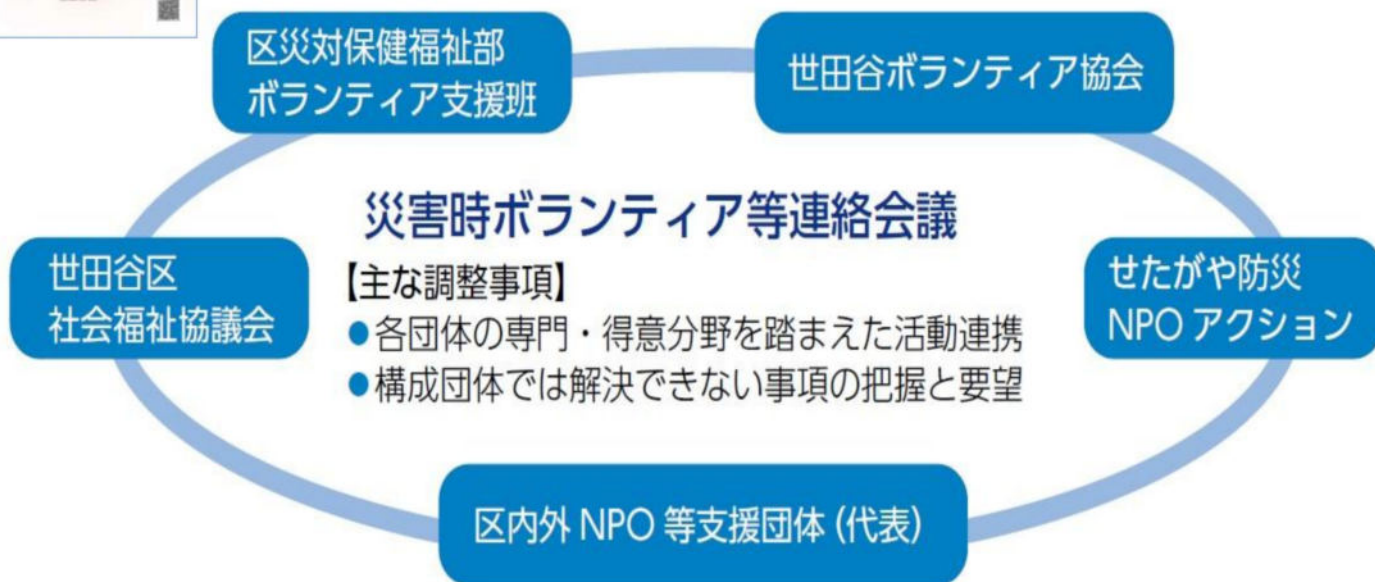 区災対保健福祉部
ボランティア支援班
世田谷ボランティア協会
災害時ボランティア等連絡会議
世田谷区
社会福祉協議会
【主な調整事項】
●各団体の専門・得意分野を踏まえた活動連携
●構成団体では解決できない事項の把握と要望
せたがや防災
NPO アクション
区内外 NPO 等支援団体 (代表)